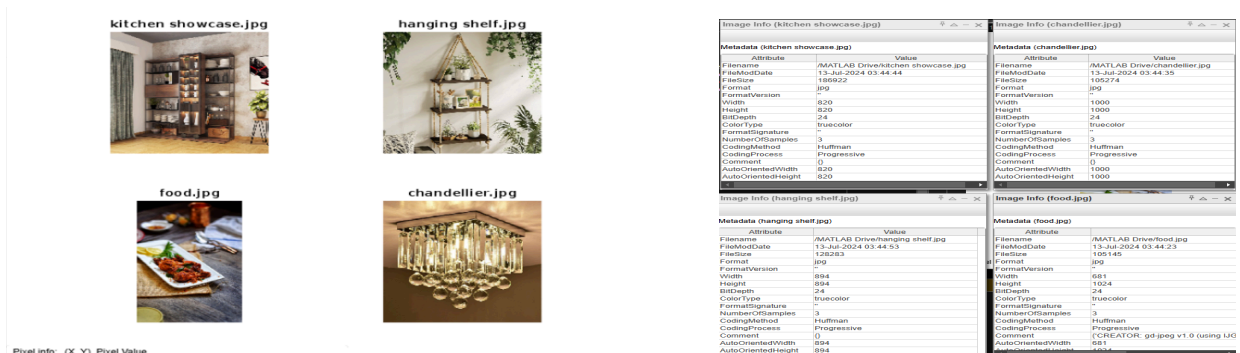 kitchen showcase.jpg
hanging shelf.jpg
food.jpg
chandellier.jpg
Pixel info: (X, Y) Pixel Value
Image Info (kitchen showcase.jpg)
Metadata (kitchen showcase.jpg)
Attribute Value
Filename /MATLAB Drive/kitchen showcase.jpg
FileModDate 13-Jul-2024 03:44:44
FileSize 186922
Format jpg
FormatVersion ''
Width 820
Height 820
BitDepth 24
ColorType truecolor
FormatSignature ''
NumberOfSamples 3
CodingMethod Huffman
CodingProcess Progressive
Comment {}
AutoOrientedWidth 820
AutoOrientedHeight 820
Image Info (chandellier.jpg)
Metadata (chandellier.jpg)
Attribute Value
Filename /MATLAB Drive/chandellier.jpg
FileModDate 13-Jul-2024 03:44:35
FileSize 105274
Format jpg
FormatVersion ''
Width 1000
Height 1000
BitDepth 24
ColorType truecolor
FormatSignature ''
NumberOfSamples 3
CodingMethod Huffman
CodingProcess Progressive
Comment {}
AutoOrientedWidth 1000
AutoOrientedHeight 1000
Image Info (hanging shelf.jpg)
Metadata (hanging shelf.jpg)
Attribute Value
Filename /MATLAB Drive/hanging shelf.jpg
FileModDate 13-Jul-2024 03:44:53
FileSize 128283
Format jpg
FormatVersion ''
Width 894
Height 894
BitDepth 24
ColorType truecolor
FormatSignature ''
NumberOfSamples 3
CodingMethod Huffman
CodingProcess Progressive
Comment {}
AutoOrientedWidth 894
AutoOrientedHeight 894
Image Info (food.jpg)
Metadata (food.jpg)
Attribute
Filename /MATLAB Drive/food.jpg
FileModDate 13-Jul-2024 03:44:23
FileSize 105145
Format jpg
FormatVersion ''
Width 681
Height 1024
BitDepth 24
ColorType truecolor
FormatSignature ''
NumberOfSamples 3
CodingMethod Huffman
CodingProcess Progressive
Comment {'CREATOR: gd-jpeg v1.0 (using IJG
AutoOrientedWidth 681
AutoOrientedHeight 1024